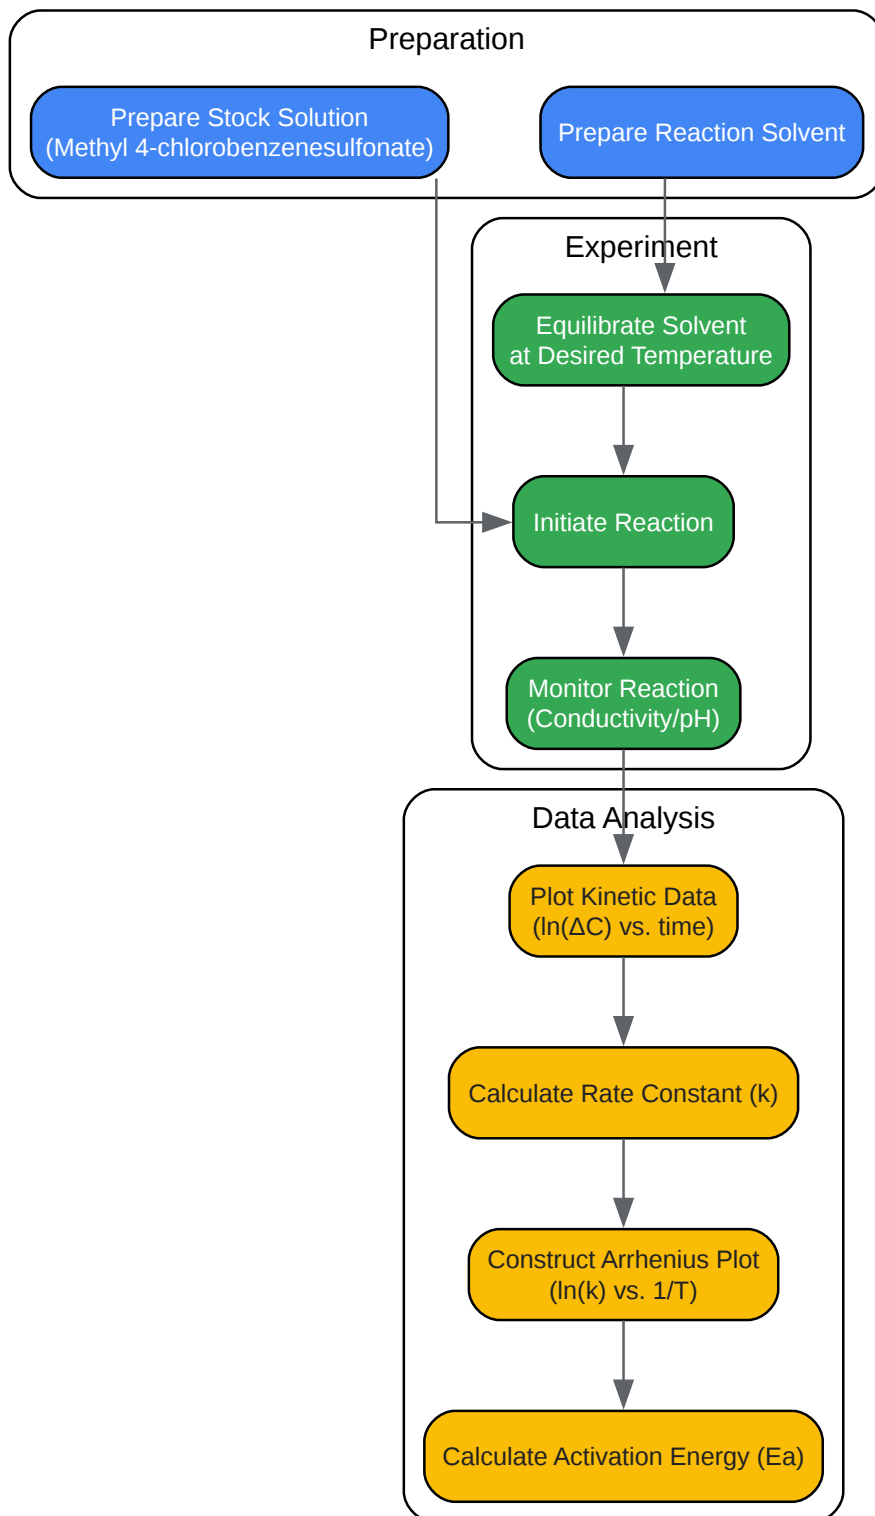 Preparation
Prepare Stock Solution
(Methyl 4-chlorobenzenesulfonate)
Prepare Reaction Solvent
Experiment
Equilibrate Solvent
at Desired Temperature
Initiate Reaction
Monitor Reaction
(Conductivity/pH)
Data Analysis
Plot Kinetic Data
(ln(ΔC) vs. time)
Calculate Rate Constant (k)
Construct Arrhenius Plot
(ln(k) vs. 1/T)
Calculate Activation Energy (Ea)